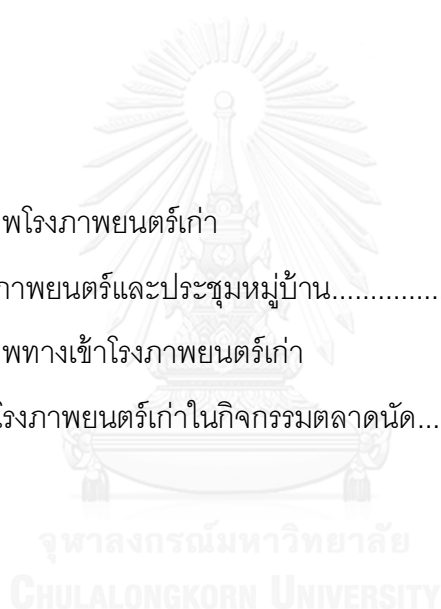 พโรงภาพยนตร์เก่า
ภาพยนตร์และประชุมหมู่บ้าน..............
พทางเข้าโรงภาพยนตร์เก่า
โรงภาพยนตร์เก่าในกิจกรรมตลาดนัด...
จุฬาลงกรณ์มหาวิทยาลัย
CHULALONGKORN UNIVERSITY